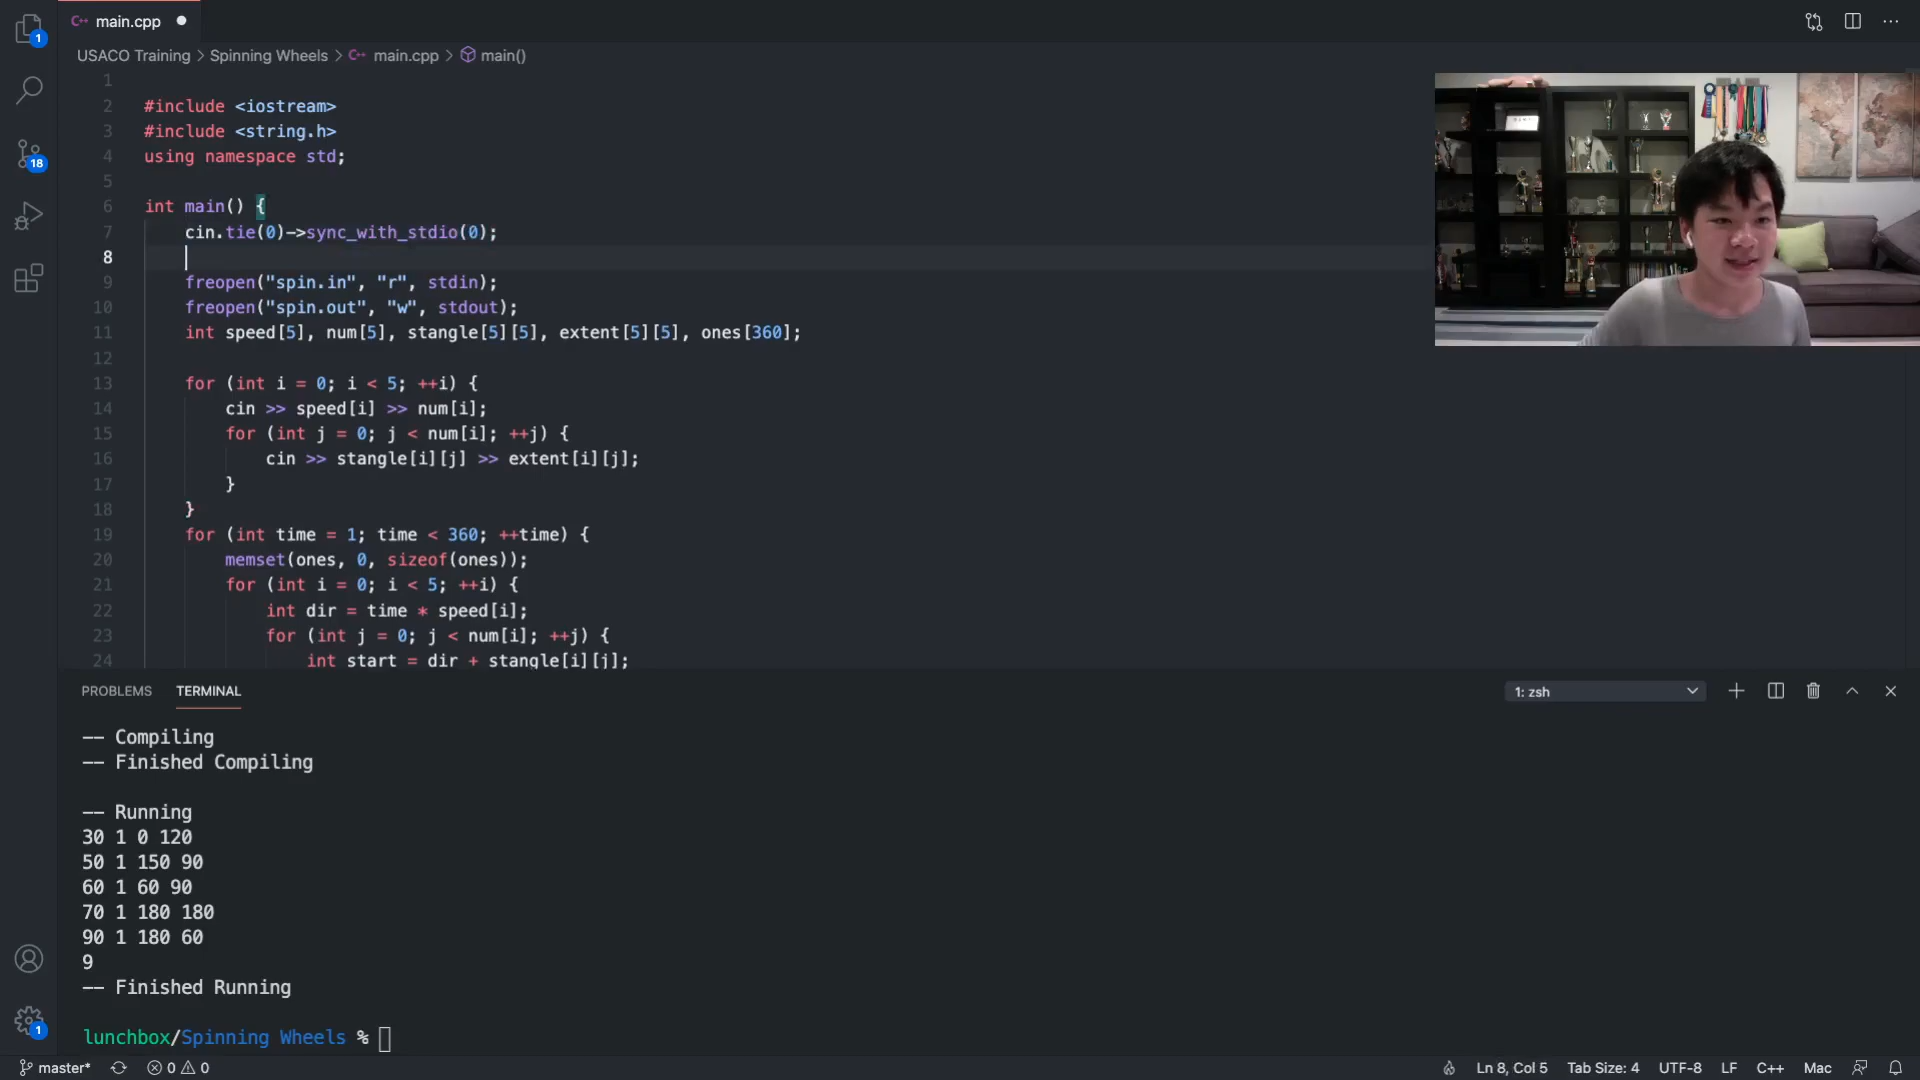 main.cpp
USACO Training > Spinning Wheels > main.cpp > main()
1
2 #include <iostream>
3 #include <string.h>
4 using namespace std;
5
6 int main() {
7 cin.tie(0)->sync_with_stdio(0);
8
9 freopen("spin.in", "r", stdin);
10 freopen("spin.out", "w", stdout);
11 int speed[5], num[5], stangle[5][5], extent[5][5], ones[360];
12
13 for (int i = 0; i < 5; ++i) {
14 cin >> speed[i] >> num[i];
15 for (int j = 0; j < num[i]; ++j) {
16 cin >> stangle[i][j] >> extent[i][j];
17 }
18 }
19 for (int time = 1; time < 360; ++time) {
20 memset(ones, 0, sizeof(ones));
21 for (int i = 0; i < 5; ++i) {
22 int dir = time * speed[i];
23 for (int j = 0; j < num[i]; ++j) {
24 int start = dir + stangle[i][j];
1
18
1
PROBLEMS TERMINAL
1: zsh
-- Compiling
-- Finished Compiling
-- Running
30 1 0 120
50 1 150 90
60 1 60 90
70 1 180 180
90 1 180 60
9
-- Finished Running
lunchbox/Spinning Wheels %
master* 0 0 Ln 8, Col 5 Tab Size: 4 UTF-8 LF C++ Mac